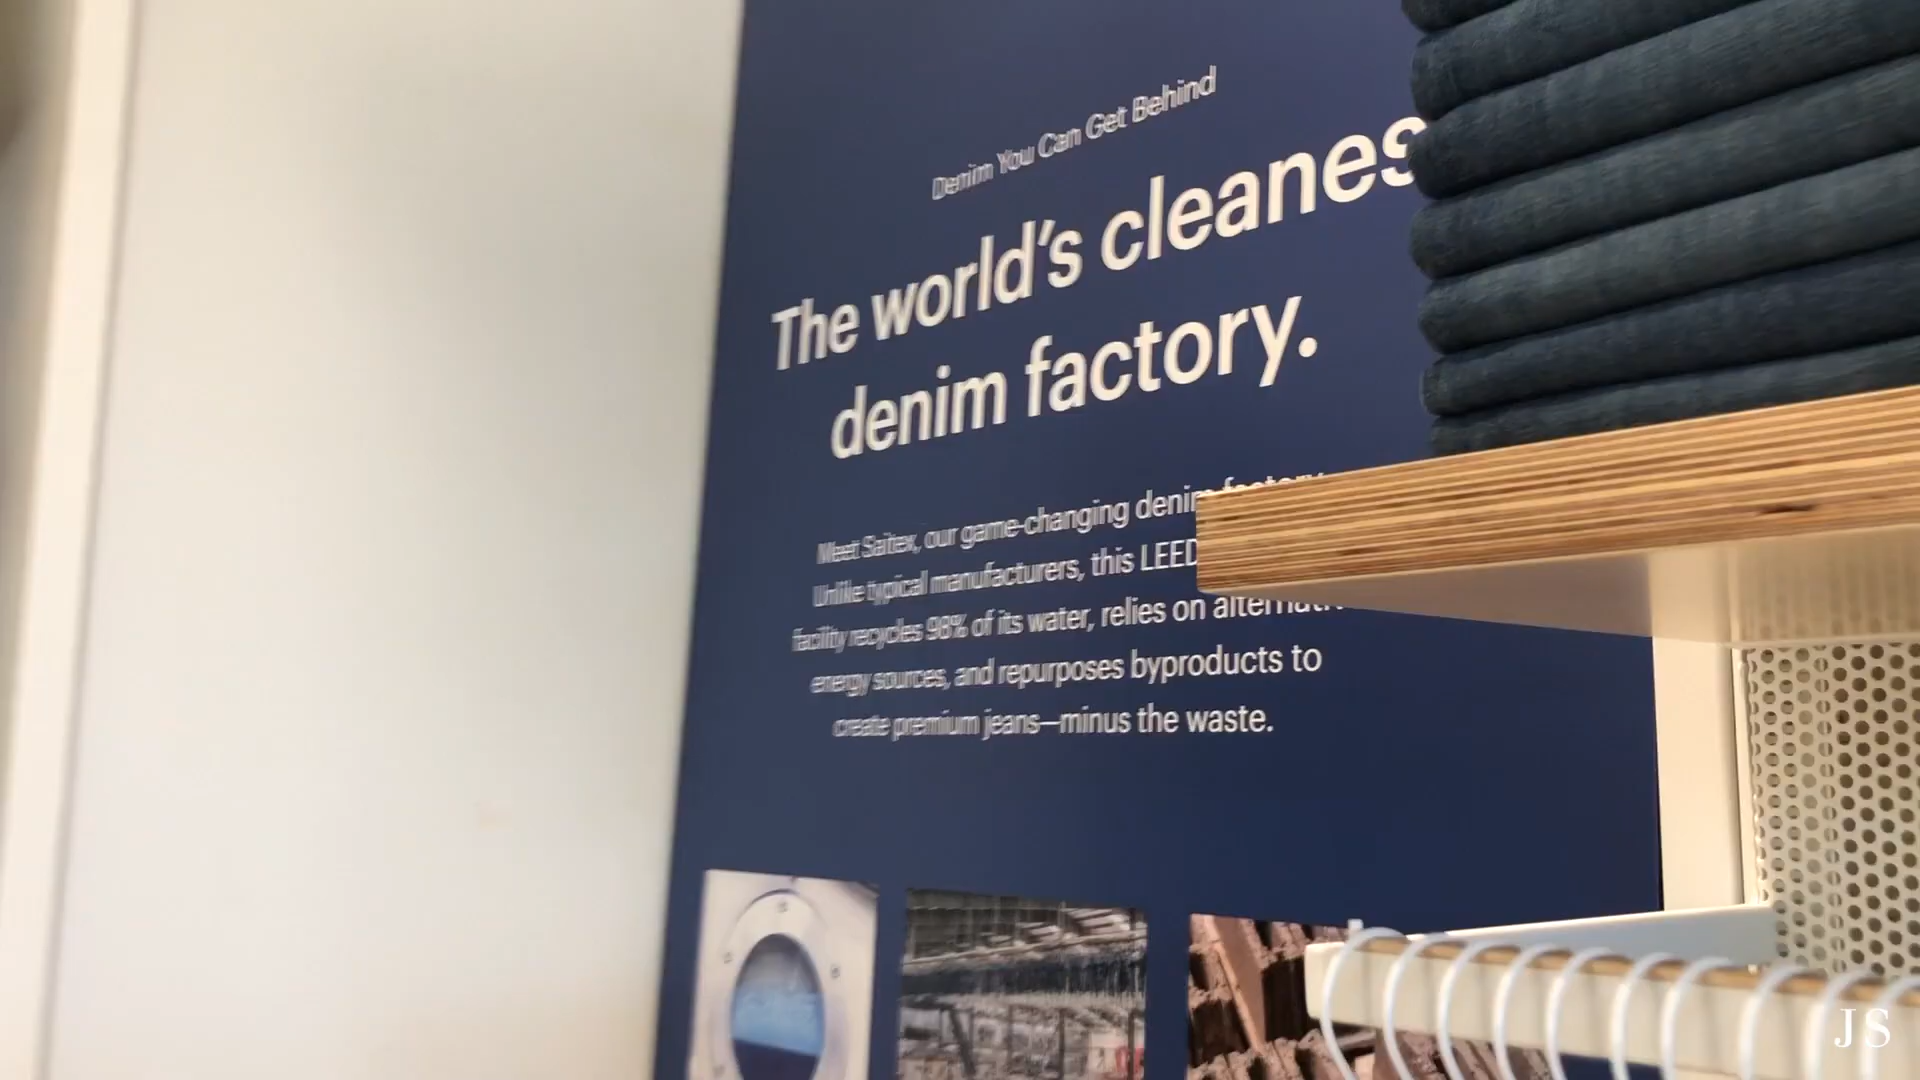 Denim You Can Get Behind
The world's cleanes
denim factory.
Meet Saitex, our game-changing denim factory.
Unlike typical manufacturers, this LEED
facility recycles 98% of its water, relies on alternativ
energy sources, and repurposes byproducts to
create premium jeans—minus the waste.
JS